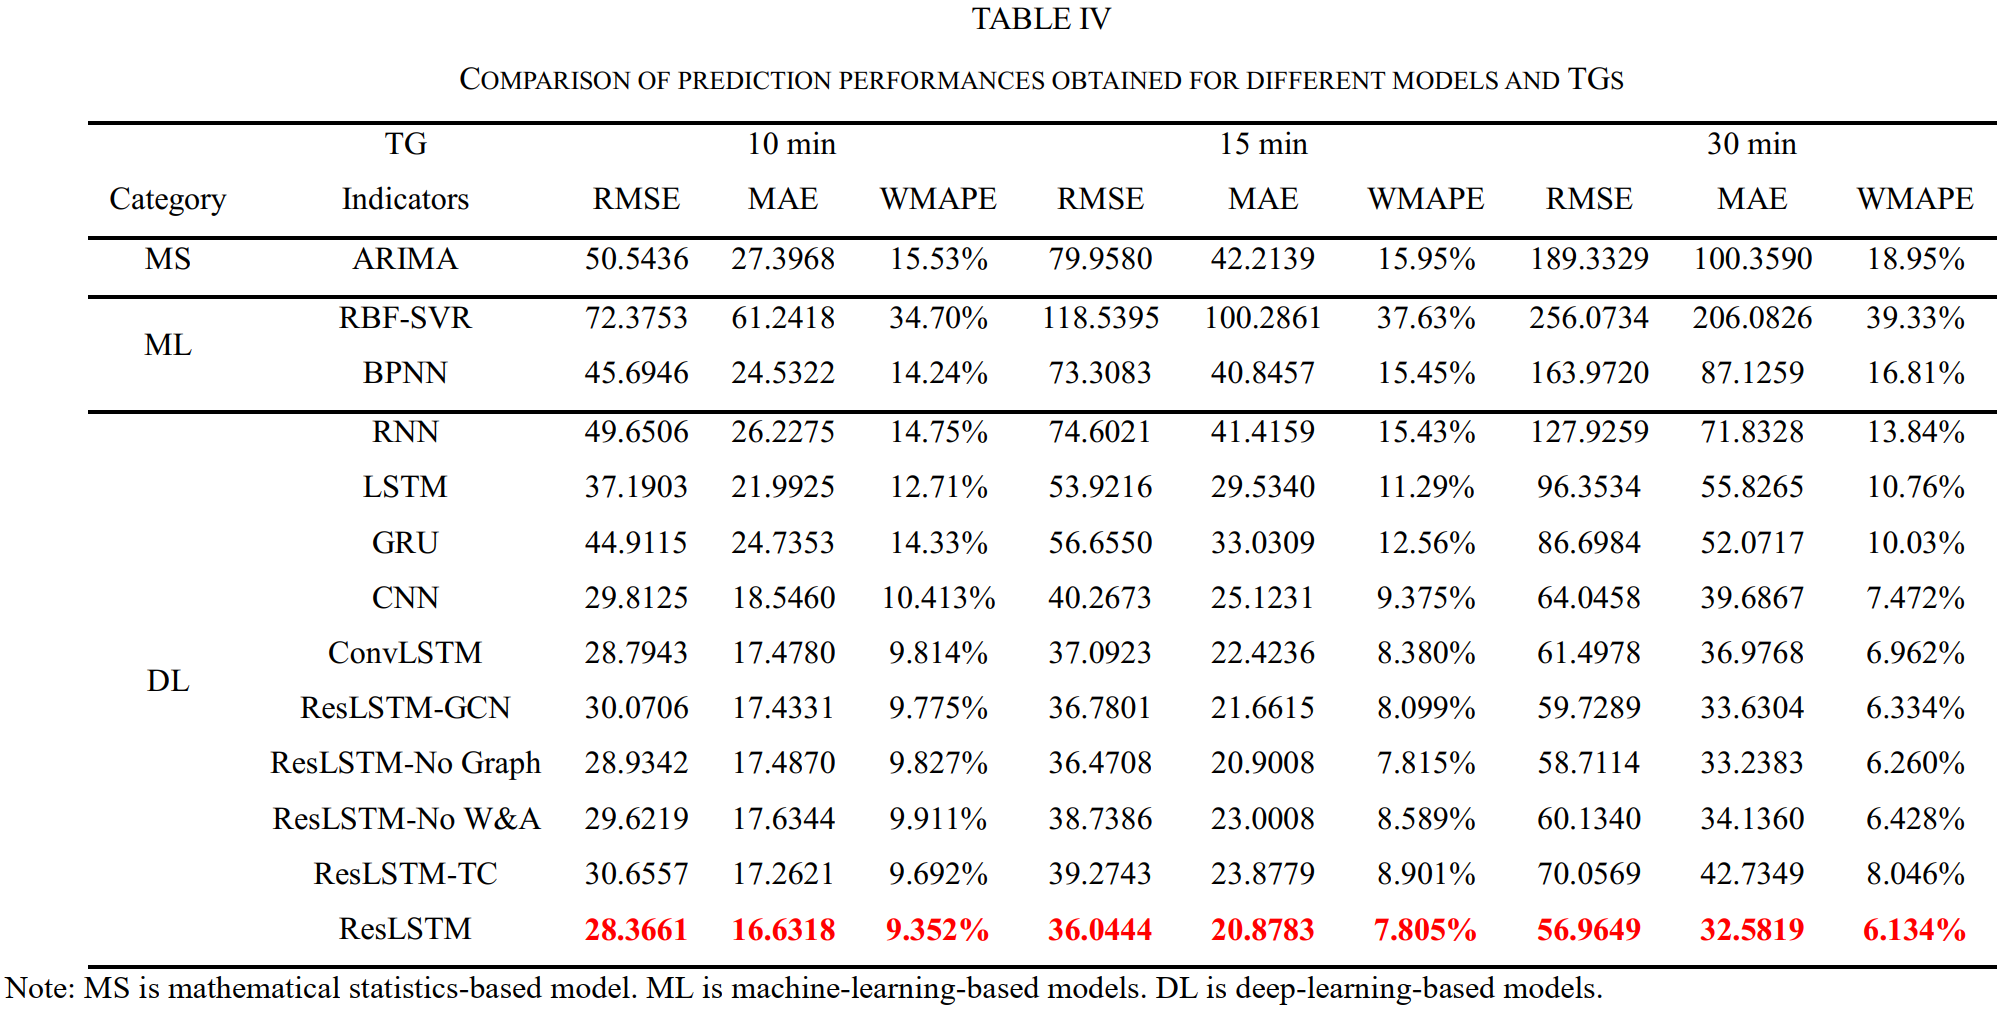 TABLE IV
COMPARISON OF PREDICTION PERFORMANCES OBTAINED FOR DIFFERENT MODELS AND TGS
TG 10 min 15 min 30 min
Category Indicators RMSE MAE WMAPE RMSE MAE WMAPE RMSE MAE WMAPE
MS ARIMA 50.5436 27.3968 15.53% 79.9580 42.2139 15.95% 189.3329 100.3590 18.95%
ML RBF-SVR 72.3753 61.2418 34.70% 118.5395 100.2861 37.63% 256.0734 206.0826 39.33%
BPNN 45.6946 24.5322 14.24% 73.3083 40.8457 15.45% 163.9720 87.1259 16.81%
DL RNN 49.6506 26.2275 14.75% 74.6021 41.4159 15.43% 127.9259 71.8328 13.84%
LSTM 37.1903 21.9925 12.71% 53.9216 29.5340 11.29% 96.3534 55.8265 10.76%
GRU 44.9115 24.7353 14.33% 56.6550 33.0309 12.56% 86.6984 52.0717 10.03%
CNN 29.8125 18.5460 10.413% 40.2673 25.1231 9.375% 64.0458 39.6867 7.472%
ConvLSTM 28.7943 17.4780 9.814% 37.0923 22.4236 8.380% 61.4978 36.9768 6.962%
ResLSTM-GCN 30.0706 17.4331 9.775% 36.7801 21.6615 8.099% 59.7289 33.6304 6.334%
ResLSTM-No Graph 28.9342 17.4870 9.827% 36.4708 20.9008 7.815% 58.7114 33.2383 6.260%
ResLSTM-No W&A 29.6219 17.6344 9.911% 38.7386 23.0008 8.589% 60.1340 34.1360 6.428%
ResLSTM-TC 30.6557 17.2621 9.692% 39.2743 23.8779 8.901% 70.0569 42.7349 8.046%
ResLSTM 28.3661 16.6318 9.352% 36.0444 20.8783 7.805% 56.9649 32.5819 6.134%
Note: MS is mathematical statistics-based model. ML is machine-learning-based models. DL is deep-learning-based models.